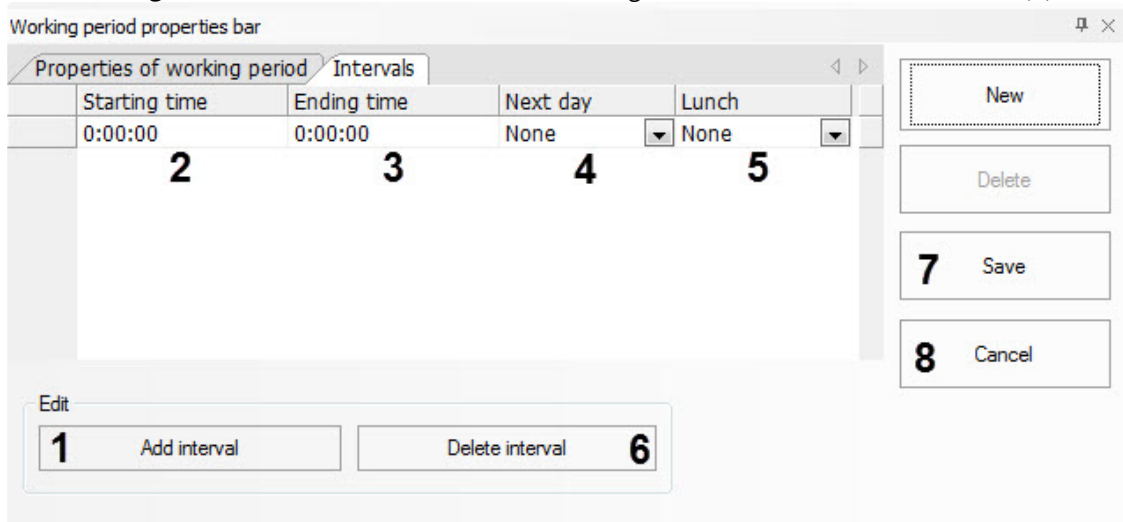 Working period properties bar
Properties of working period Intervals
Starting time Ending time Next day Lunch
0:00:00 0:00:00 None None
2 3 4 5
New
Delete
7 Save
8 Cancel
Edit
1 Add interval Delete interval 6